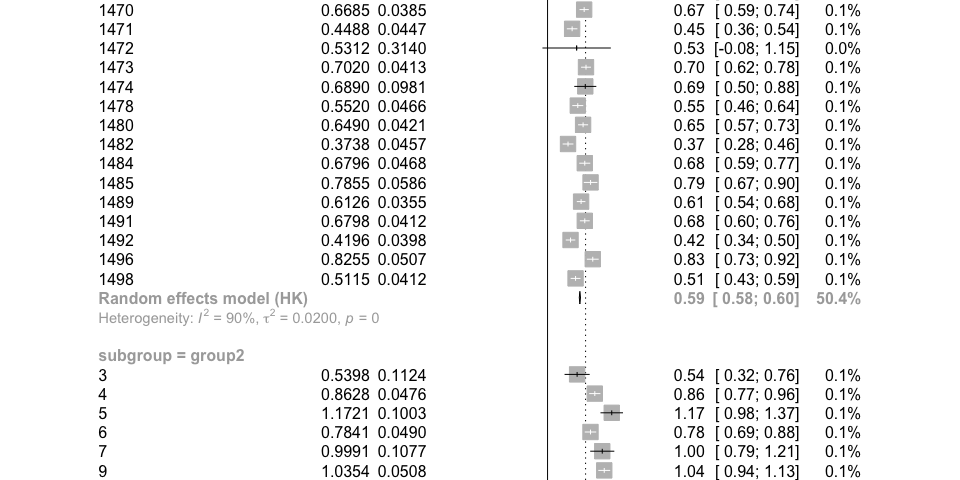 1470 0.6685 0.0385 0.67 [ 0.59; 0.74] 0.1%
1471 0.4488 0.0447 0.45 [ 0.36; 0.54] 0.1%
1472 0.5312 0.3140 0.53 [-0.08; 1.15] 0.0%
1473 0.7020 0.0413 0.70 [ 0.62; 0.78] 0.1%
1474 0.6890 0.0981 0.69 [ 0.50; 0.88] 0.1%
1478 0.5520 0.0466 0.55 [ 0.46; 0.64] 0.1%
1480 0.6490 0.0421 0.65 [ 0.57; 0.73] 0.1%
1482 0.3738 0.0457 0.37 [ 0.28; 0.46] 0.1%
1484 0.6796 0.0468 0.68 [ 0.59; 0.77] 0.1%
1485 0.7855 0.0586 0.79 [ 0.67; 0.90] 0.1%
1489 0.6126 0.0355 0.61 [ 0.54; 0.68] 0.1%
1491 0.6798 0.0412 0.68 [ 0.60; 0.76] 0.1%
1492 0.4196 0.0398 0.42 [ 0.34; 0.50] 0.1%
1496 0.8255 0.0507 0.83 [ 0.73; 0.92] 0.1%
1498 0.5115 0.0412 0.51 [ 0.43; 0.59] 0.1%
Random effects model (HK) 0.59 [ 0.58; 0.60] 50.4%
Heterogeneity: I² = 90%, τ² = 0.0200, p = 0
subgroup = group2
3 0.5398 0.1124 0.54 [ 0.32; 0.76] 0.1%
4 0.8628 0.0476 0.86 [ 0.77; 0.96] 0.1%
5 1.1721 0.1003 1.17 [ 0.98; 1.37] 0.1%
6 0.7841 0.0490 0.78 [ 0.69; 0.88] 0.1%
7 0.9991 0.1077 1.00 [ 0.79; 1.21] 0.1%
9 1.0354 0.0508 1.04 [ 0.94; 1.13] 0.1%